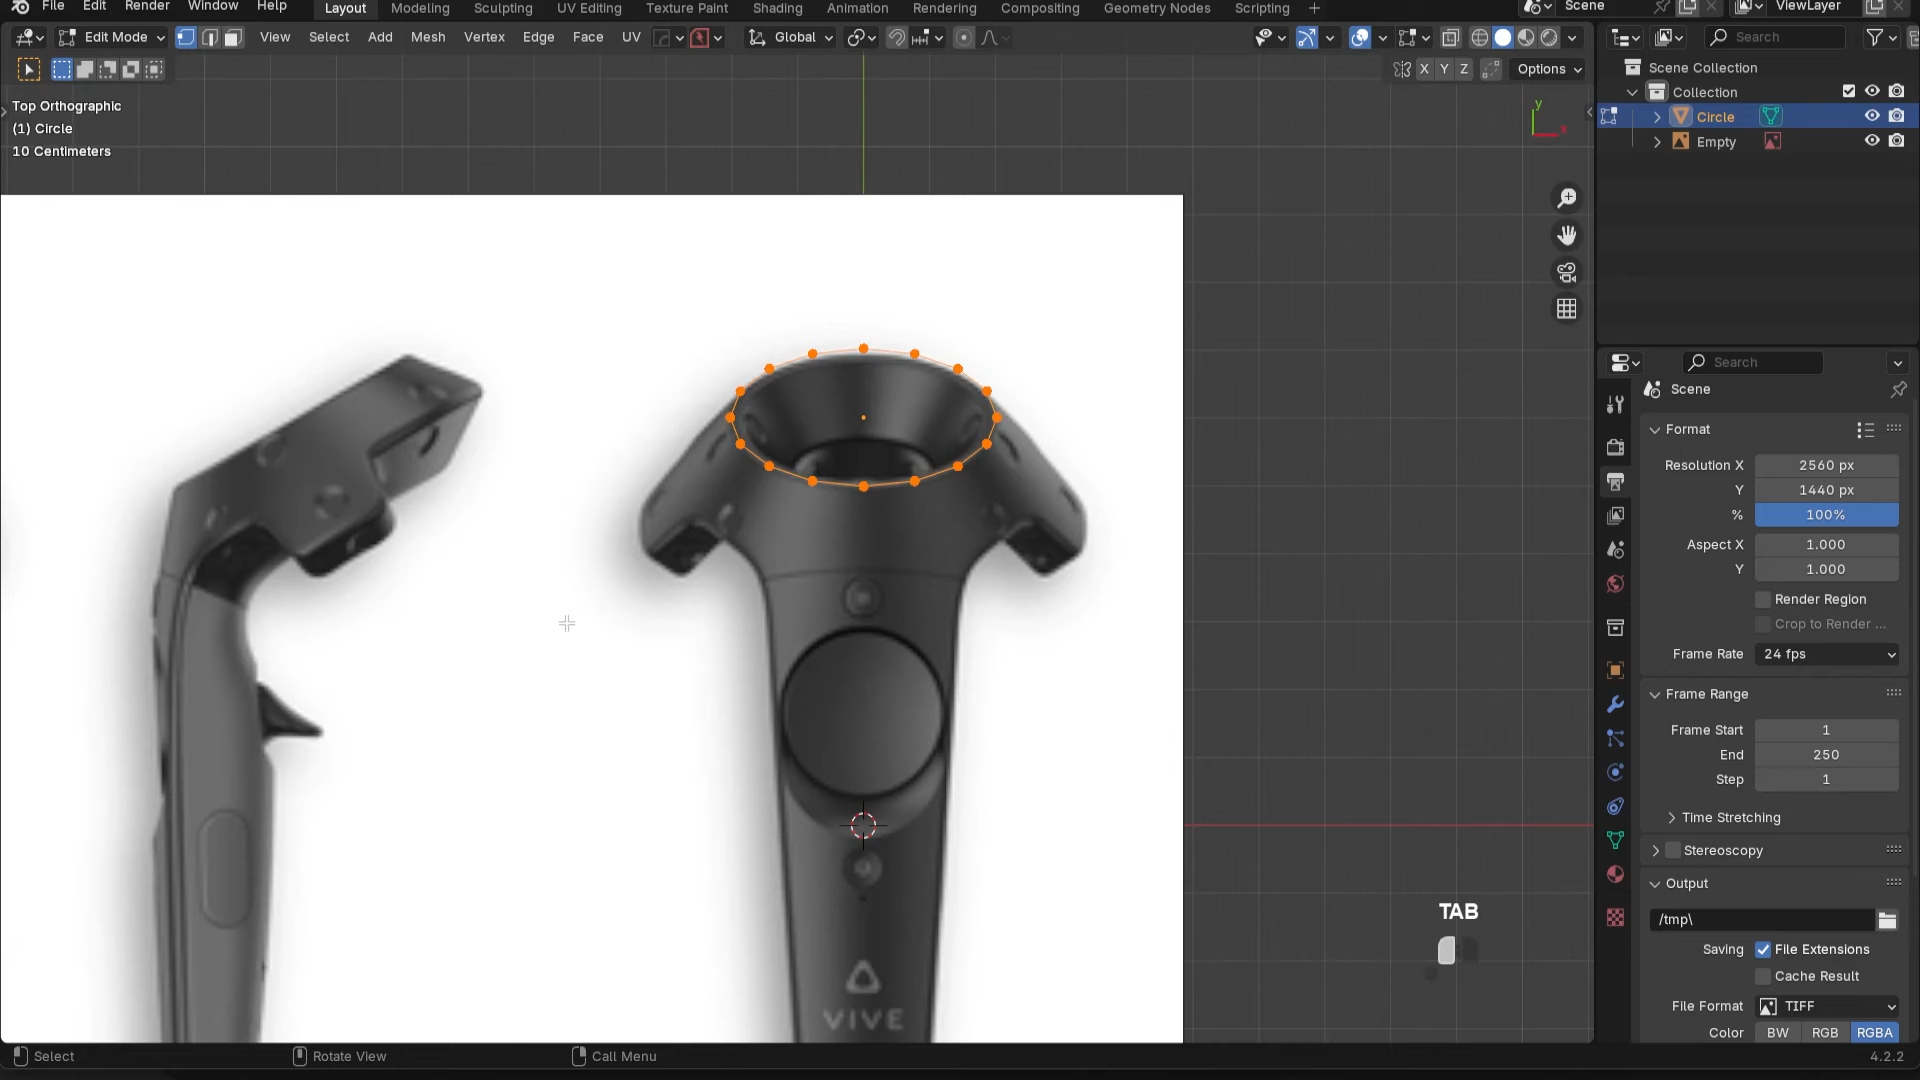 File Edit Render Window Help Layout Modeling Sculpting UV Editing Texture Paint Shading Animation Rendering Compositing Geometry Nodes Scripting + Scene ViewLayer
Edit Mode View Select Add Mesh Vertex Edge Face UV Global Search
X Y Z Options
Top Orthographic
(1) Circle
10 Centimeters
y
x
VIVE
TAB
Scene Collection
Collection
Circle
Empty
Search
Scene
Format
Resolution X 2560 px
Y 1440 px
% 100%
Aspect X 1.000
Y 1.000
Render Region
Crop to Render ...
Frame Rate 24 fps
Frame Range
Frame Start 1
End 250
Step 1
Time Stretching
Stereoscopy
Output
/tmp\
Saving File Extensions
Cache Result
File Format TIFF
Color BW RGB RGBA
Select Rotate View Call Menu 4.2.2